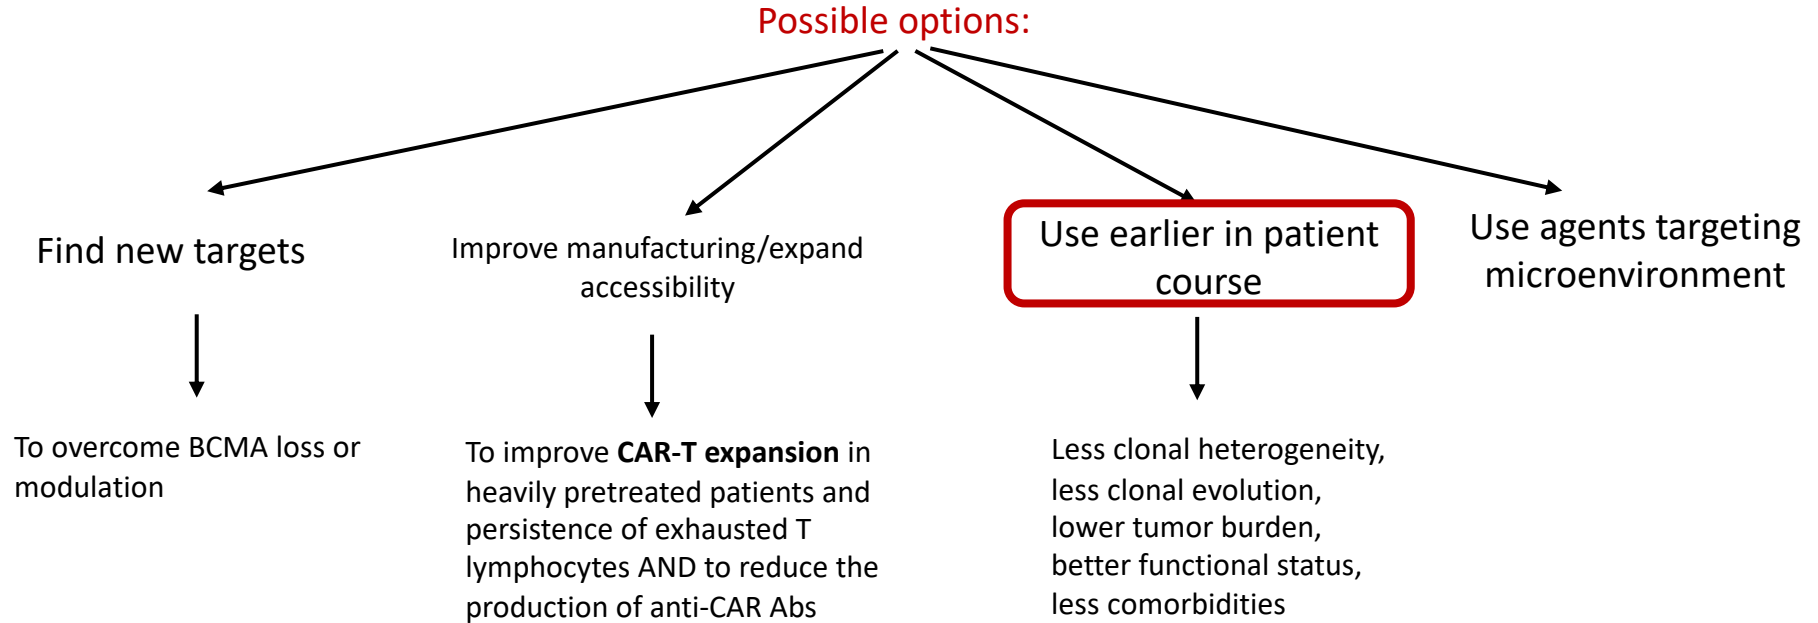 Possible options:
Find new targets
Improve manufacturing/expand
accessibility
Use earlier in patient
course
Use agents targeting
microenvironment
To overcome BCMA loss or
modulation
To improve CAR-T expansion in
heavily pretreated patients and
persistence of exhausted T
lymphocytes AND to reduce the
production of anti-CAR Abs
Less clonal heterogeneity,
less clonal evolution,
lower tumor burden,
better functional status,
less comorbidities